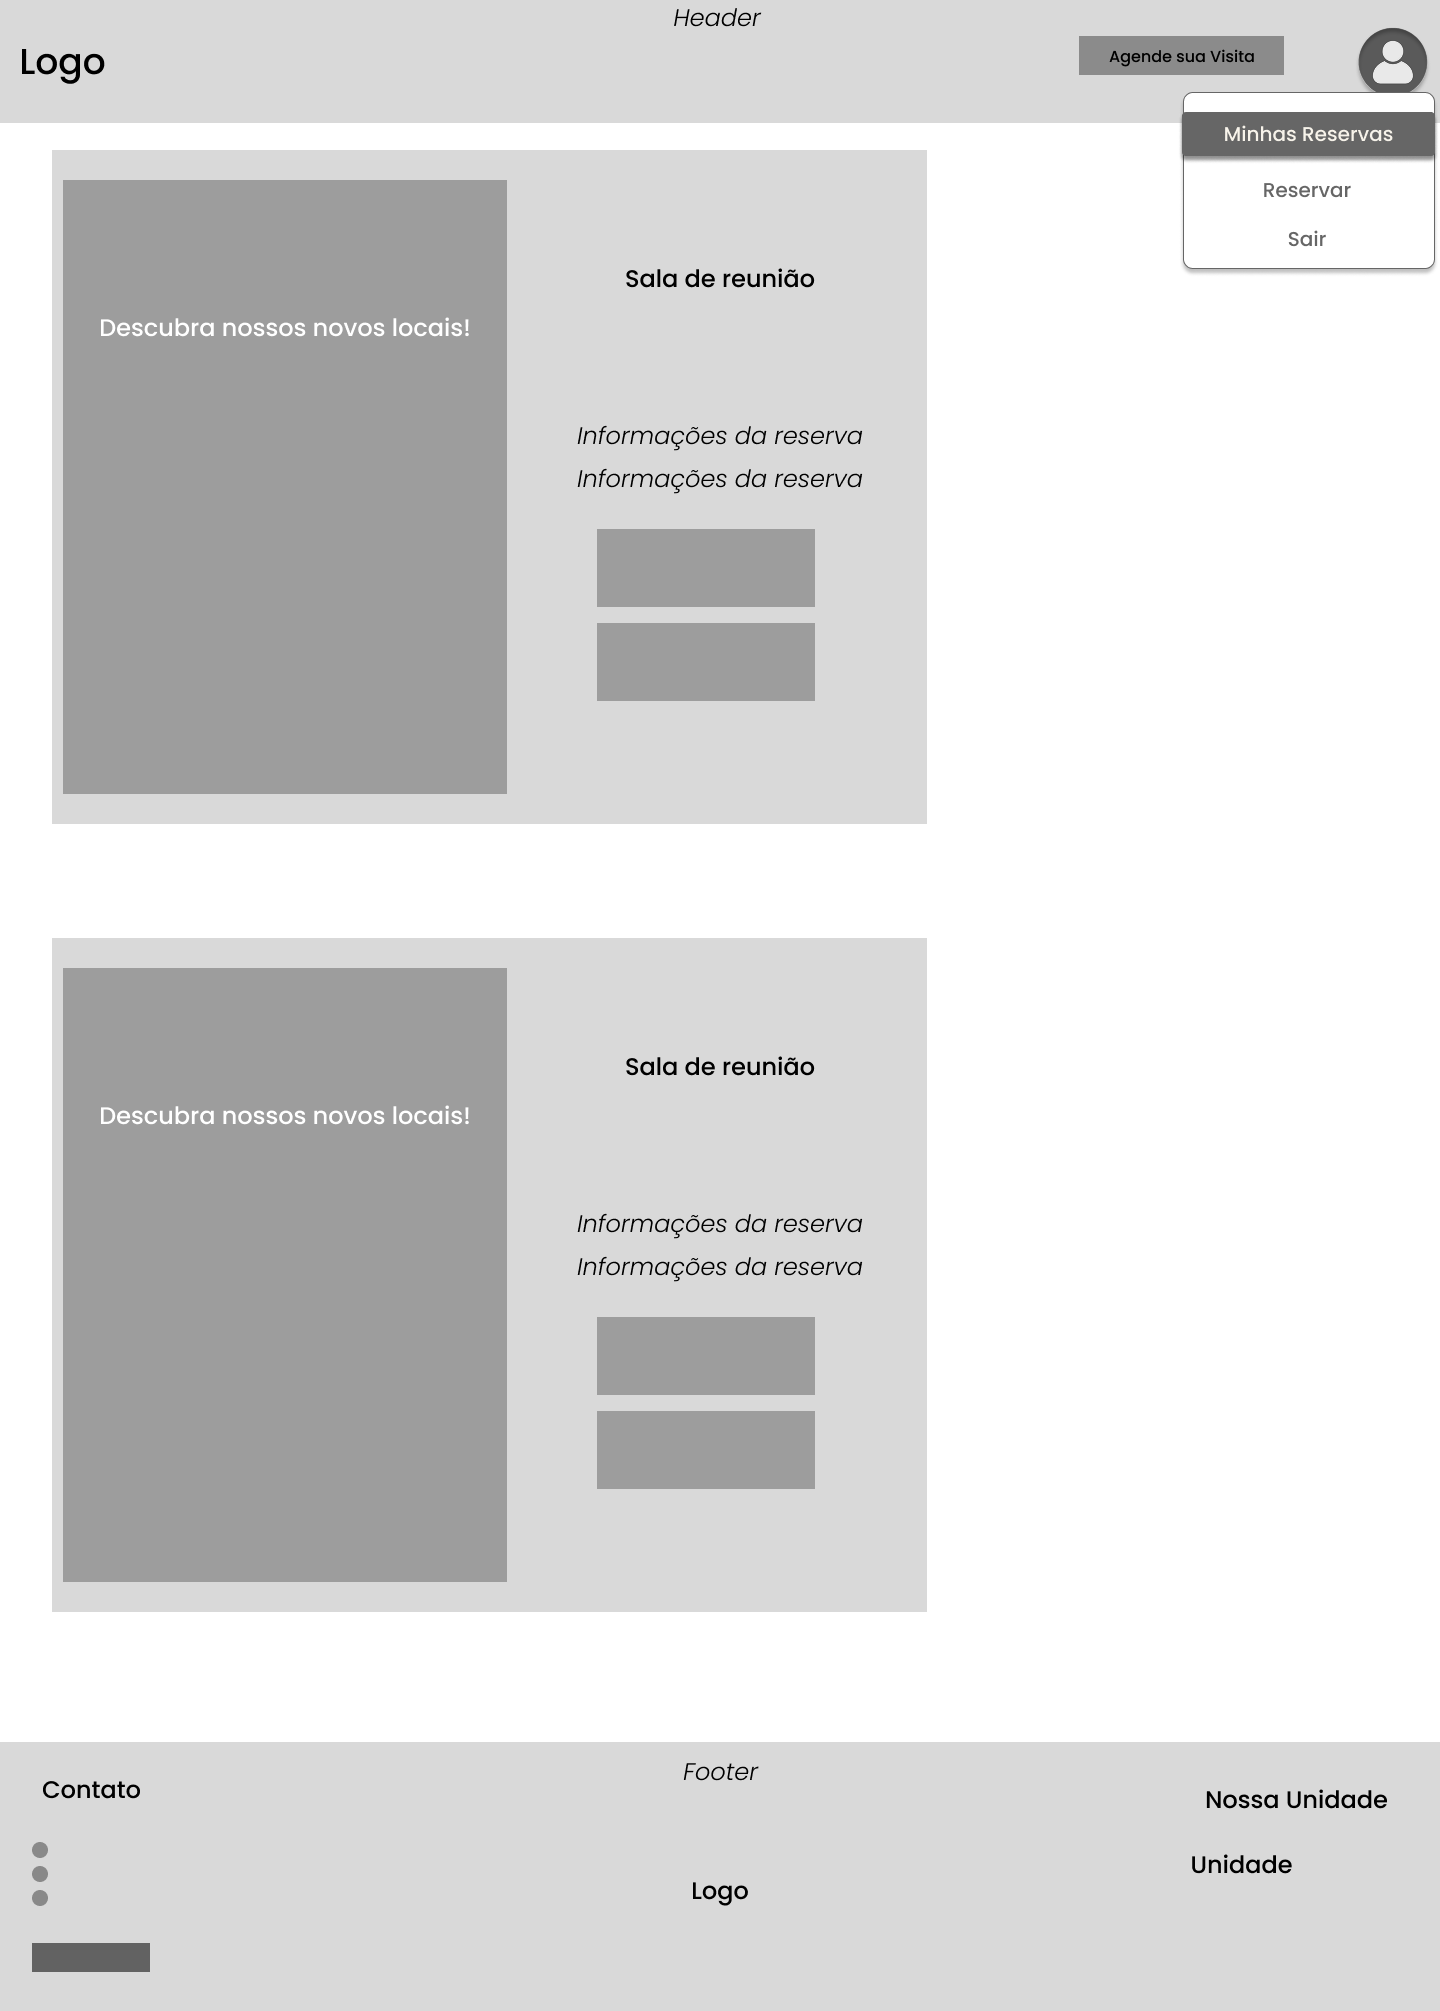 Header
Logo
Agende sua Visita
Minhas Reservas
Reservar
Sair
Descubra nossos novos locais!
Sala de reunião
Informações da reserva
Informações da reserva
Descubra nossos novos locais!
Sala de reunião
Informações da reserva
Informações da reserva
Footer
Contato
Logo
Nossa Unidade
Unidade